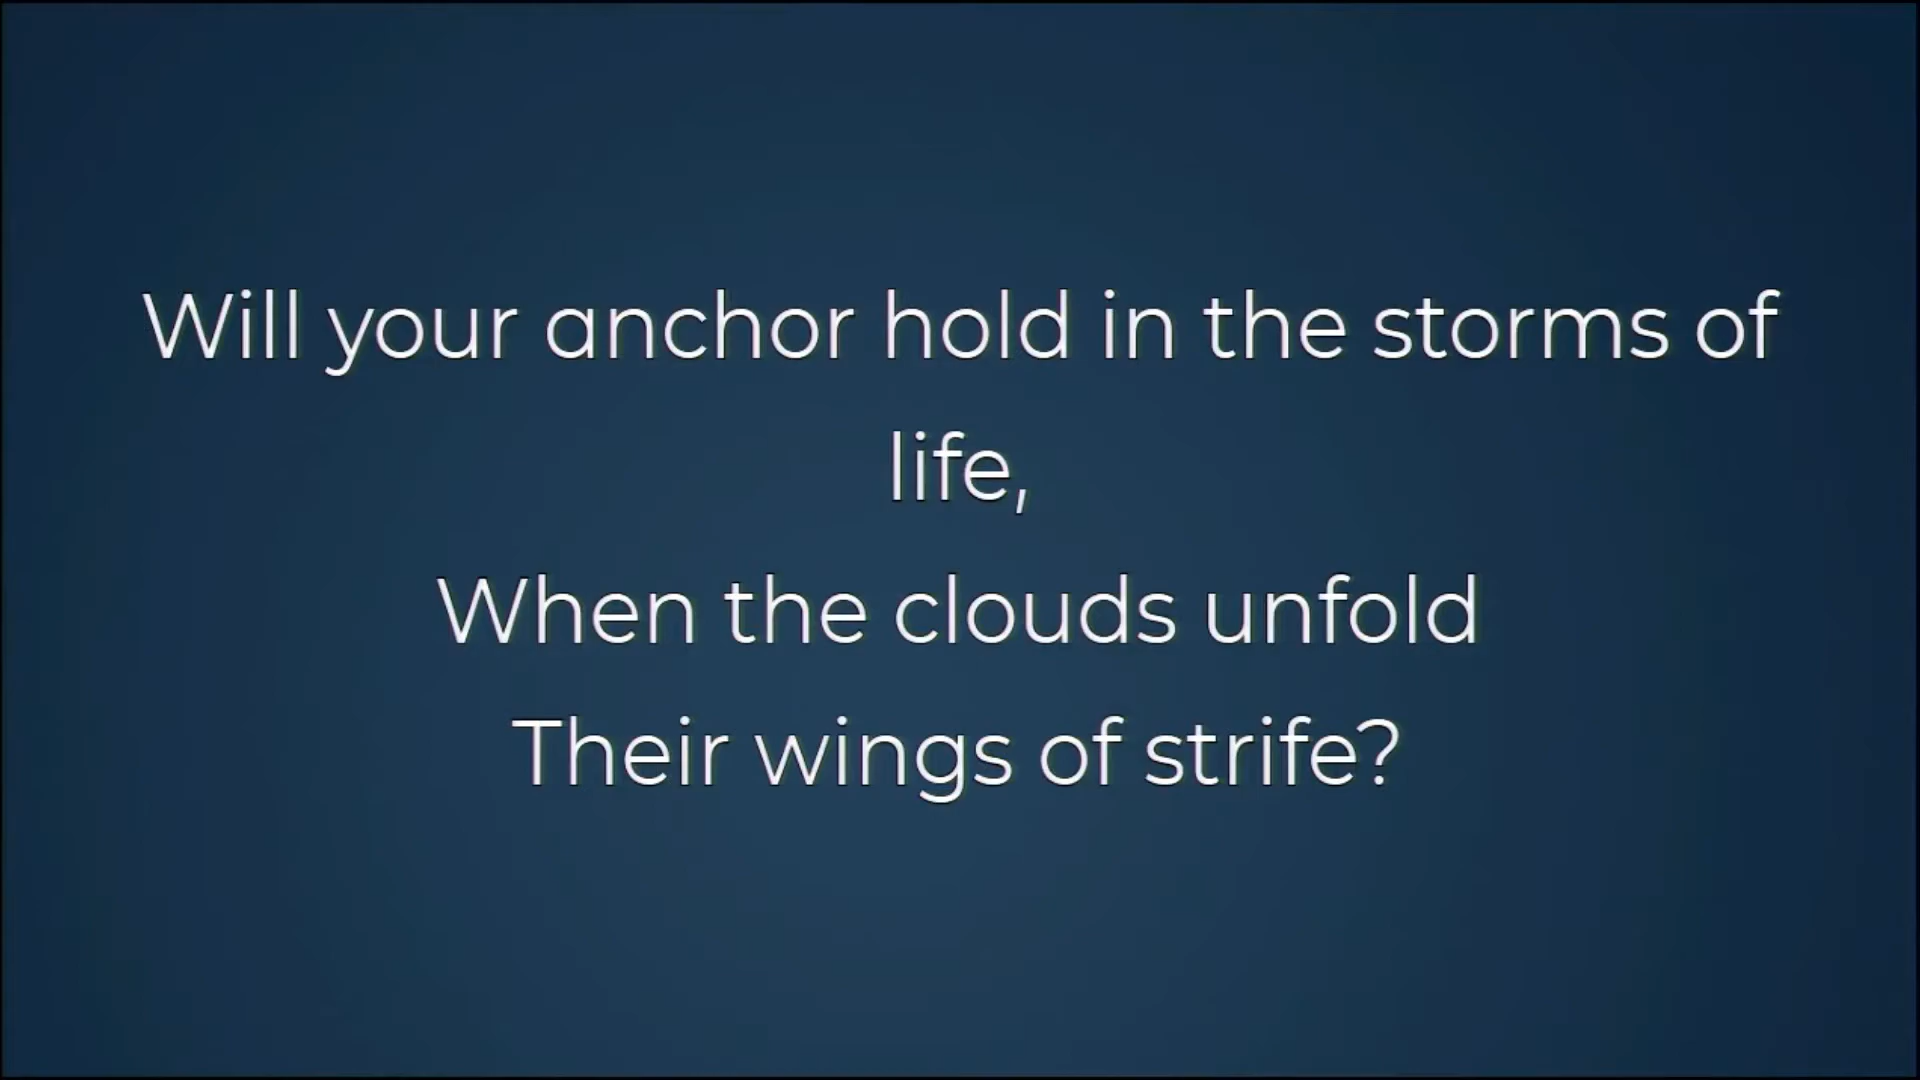 Will your anchor hold in the storms of
life,
When the clouds unfold
Their wings of strife?